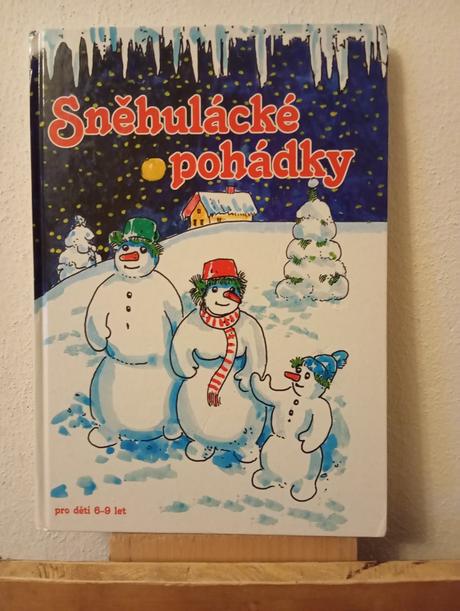 Sněhulácké
pohádky
pro děti 6-9 let